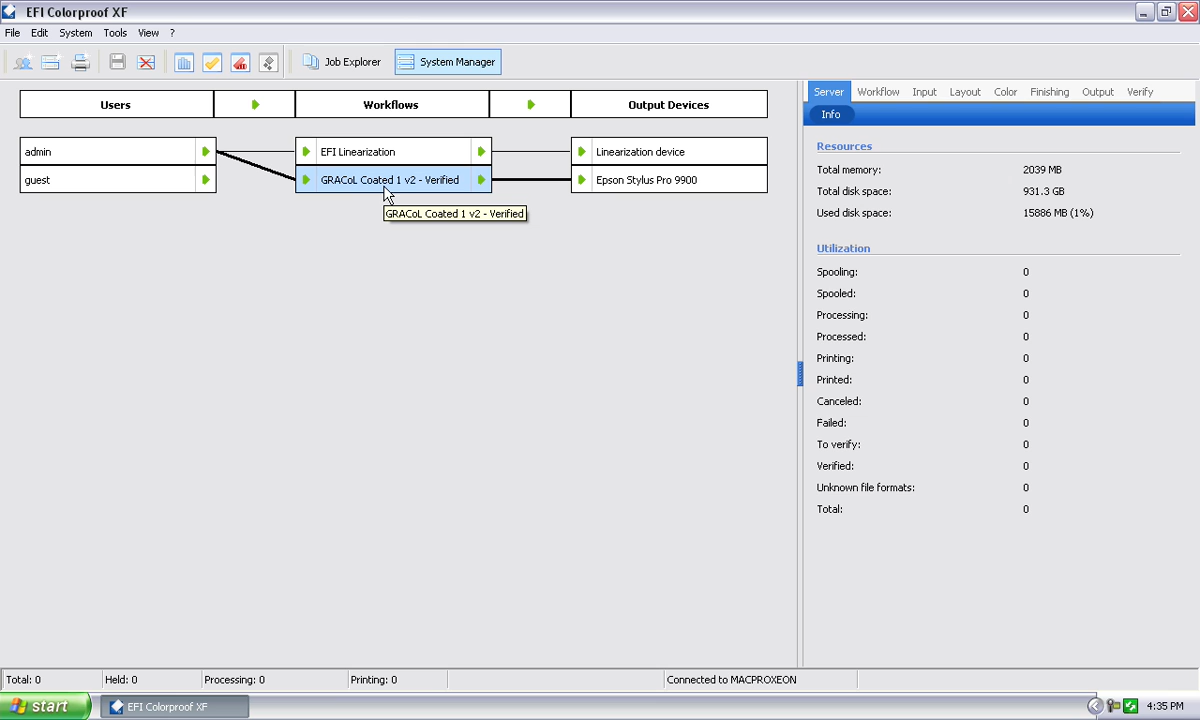 EFI Colorproof XF
File Edit System Tools View ?
Job Explorer System Manager
Users Workflows Output Devices
admin EFI Linearization Linearization device
guest GRACoL Coated 1 v2 - Verified Epson Stylus Pro 9900
GRACoL Coated 1 v2 - Verified
Server Workflow Input Layout Color Finishing Output Verify
Info
Resources
Total memory: 2039 MB
Total disk space: 931.3 GB
Used disk space: 15886 MB (1%)
Utilization
Spooling: 0
Spooled: 0
Processing: 0
Processed: 0
Printing: 0
Printed: 0
Canceled: 0
Failed: 0
To verify: 0
Verified: 0
Unknown file formats: 0
Total: 0
Total: 0 Held: 0 Processing: 0 Printing: 0 Connected to MACPROXEON
start EFI Colorproof XF 4:35 PM